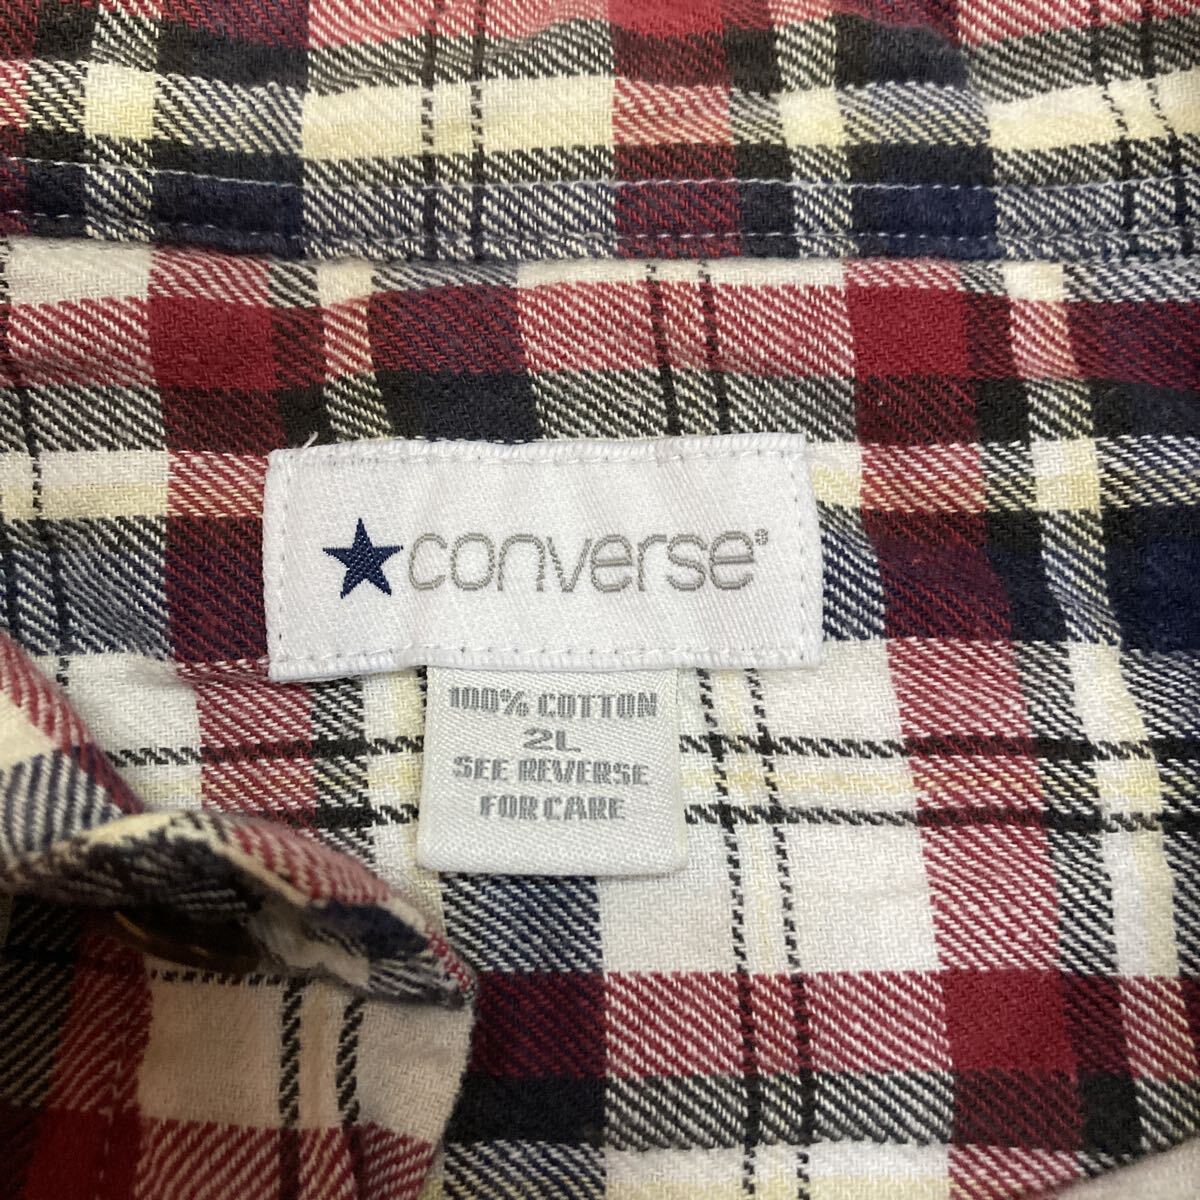 converse®
100% COTTON
2L
SEE REVERSE
FOR CARE